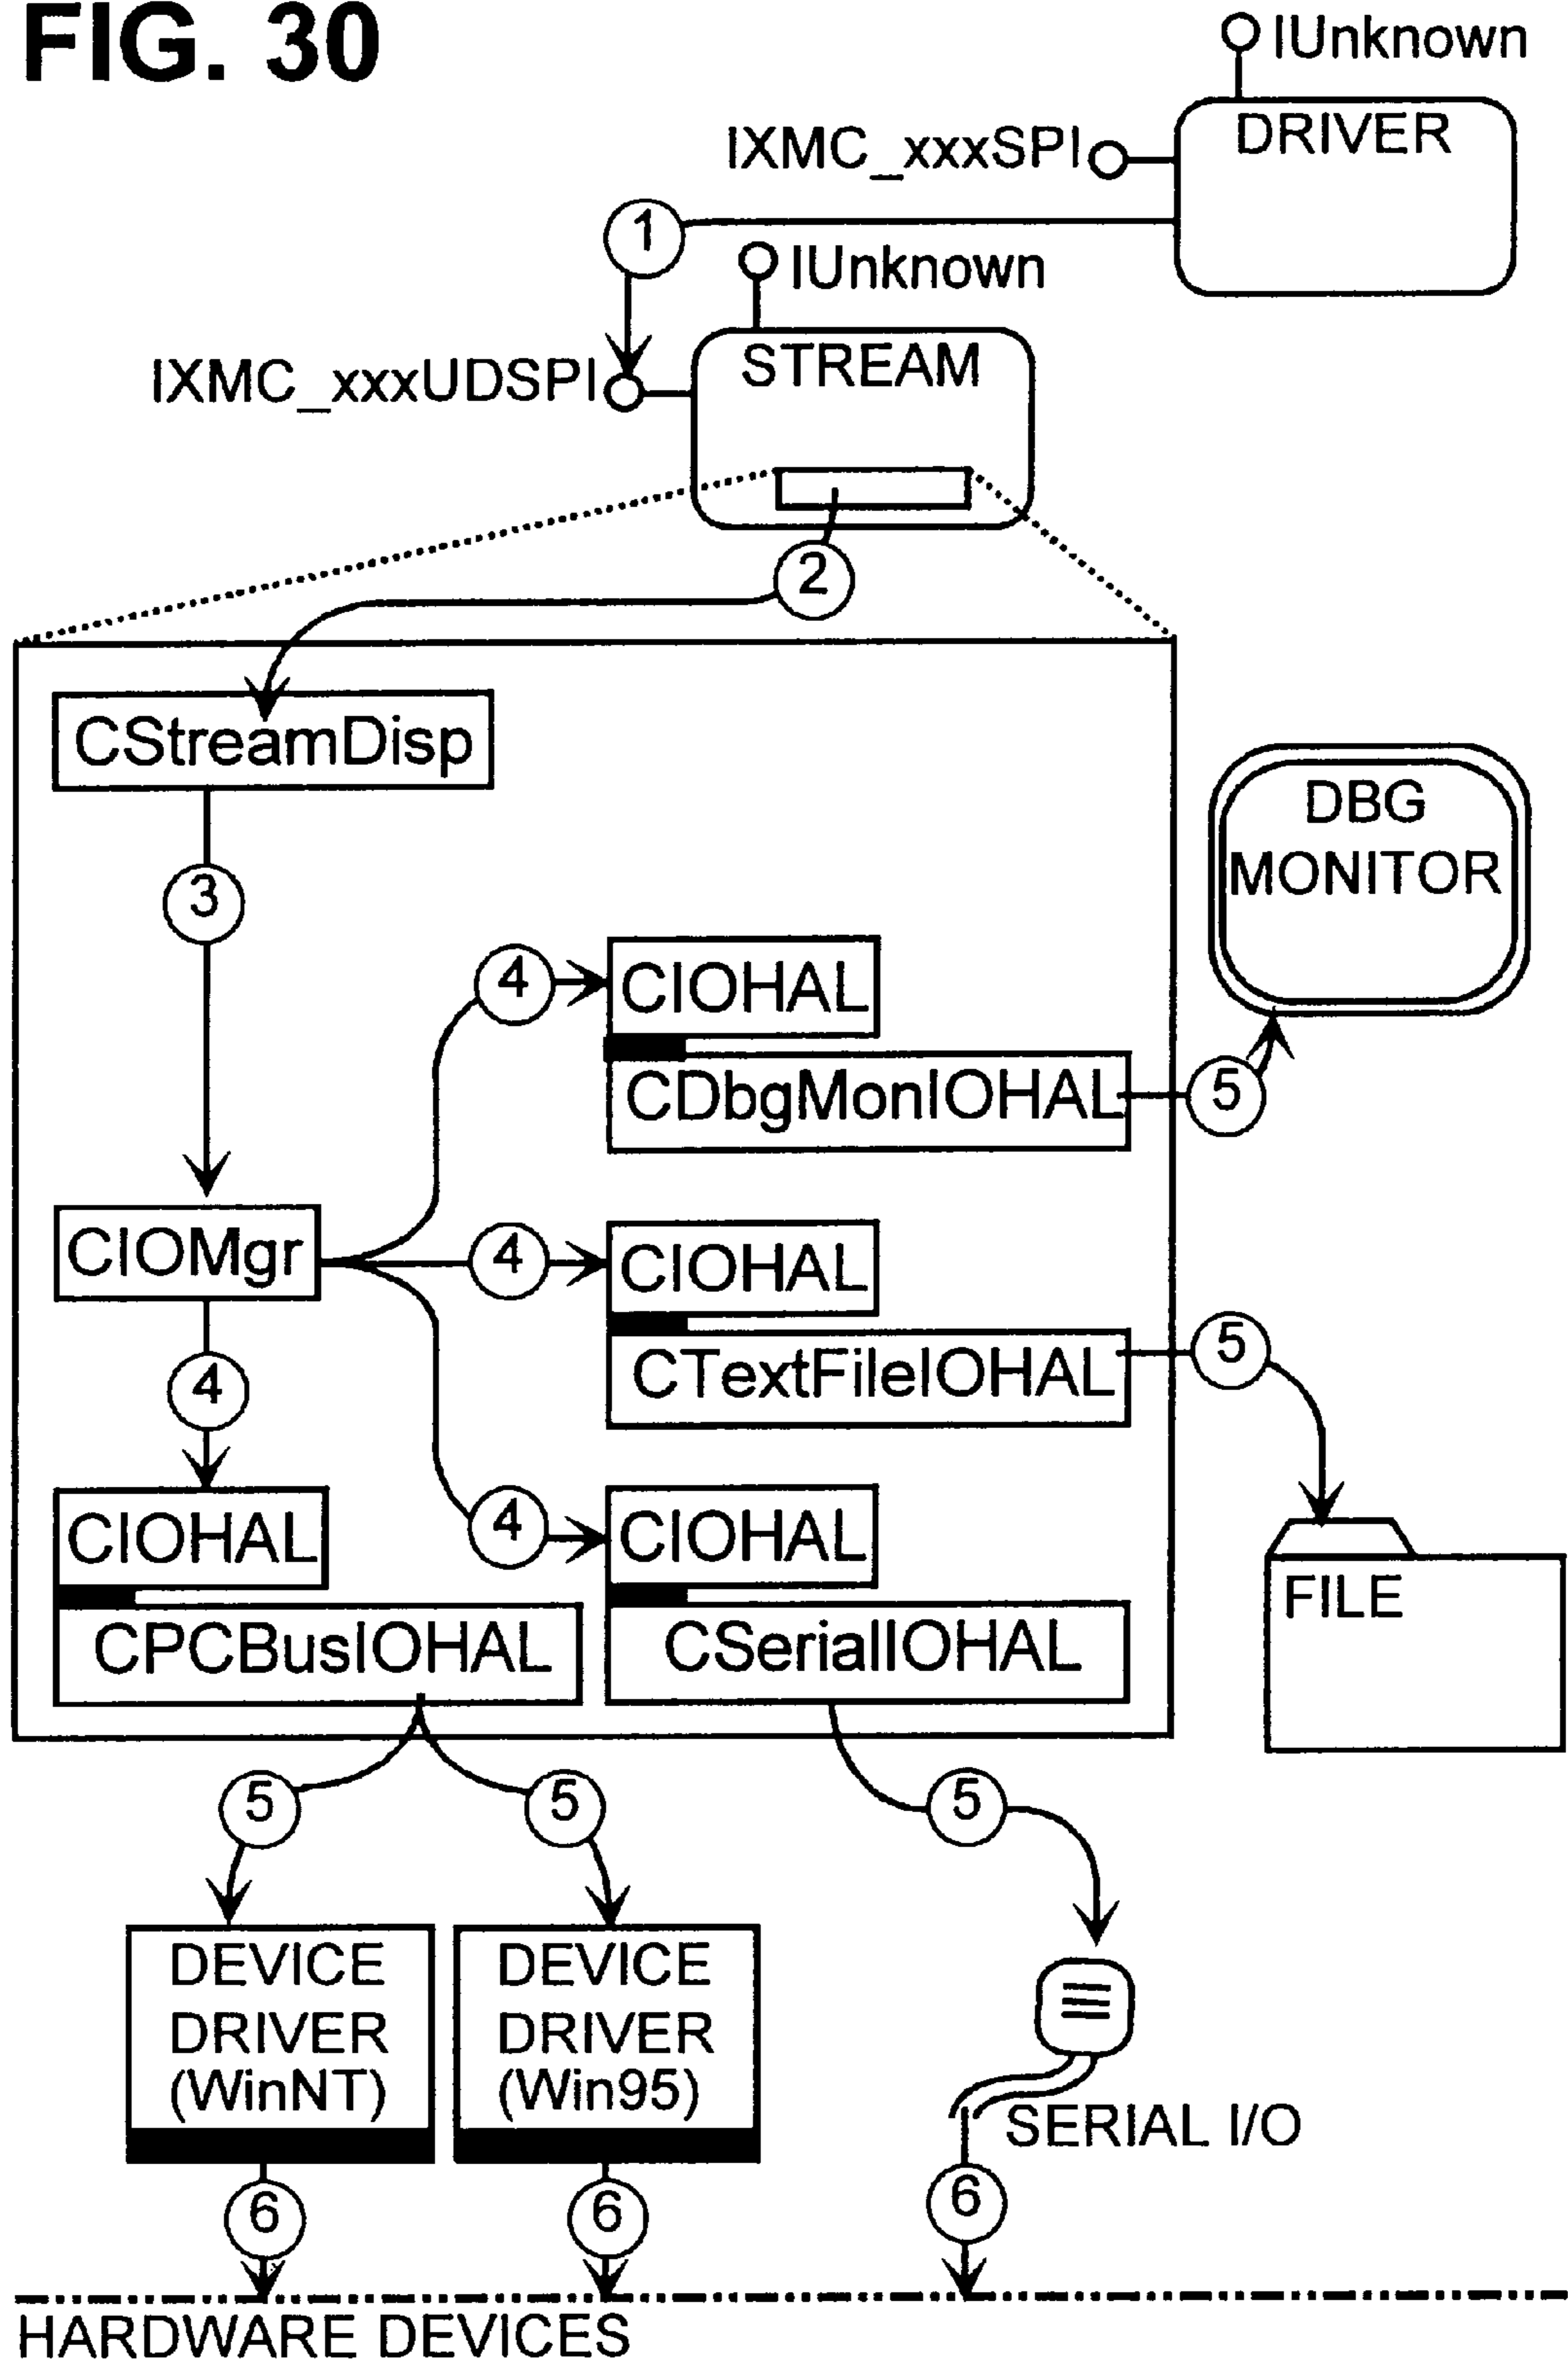 FIG. 30
IUnknown
DRIVER
IXMC_xxxSPI
1
IUnknown
STREAM
IXMC_xxxUDSPI
2
CStreamDisp
DBG
MONITOR
3
4
CIOHAL
CDbgMonIOHAL
5
CIOMgr
4
CIOHAL
CTextFileIOHAL
5
4
4
CIOHAL
CIOHAL
FILE
CPCBusIOHAL
CSerialIOHAL
5
5
5
DEVICE
DRIVER
(WinNT)
DEVICE
DRIVER
(Win95)
SERIAL I/O
6
6
6
HARDWARE DEVICES